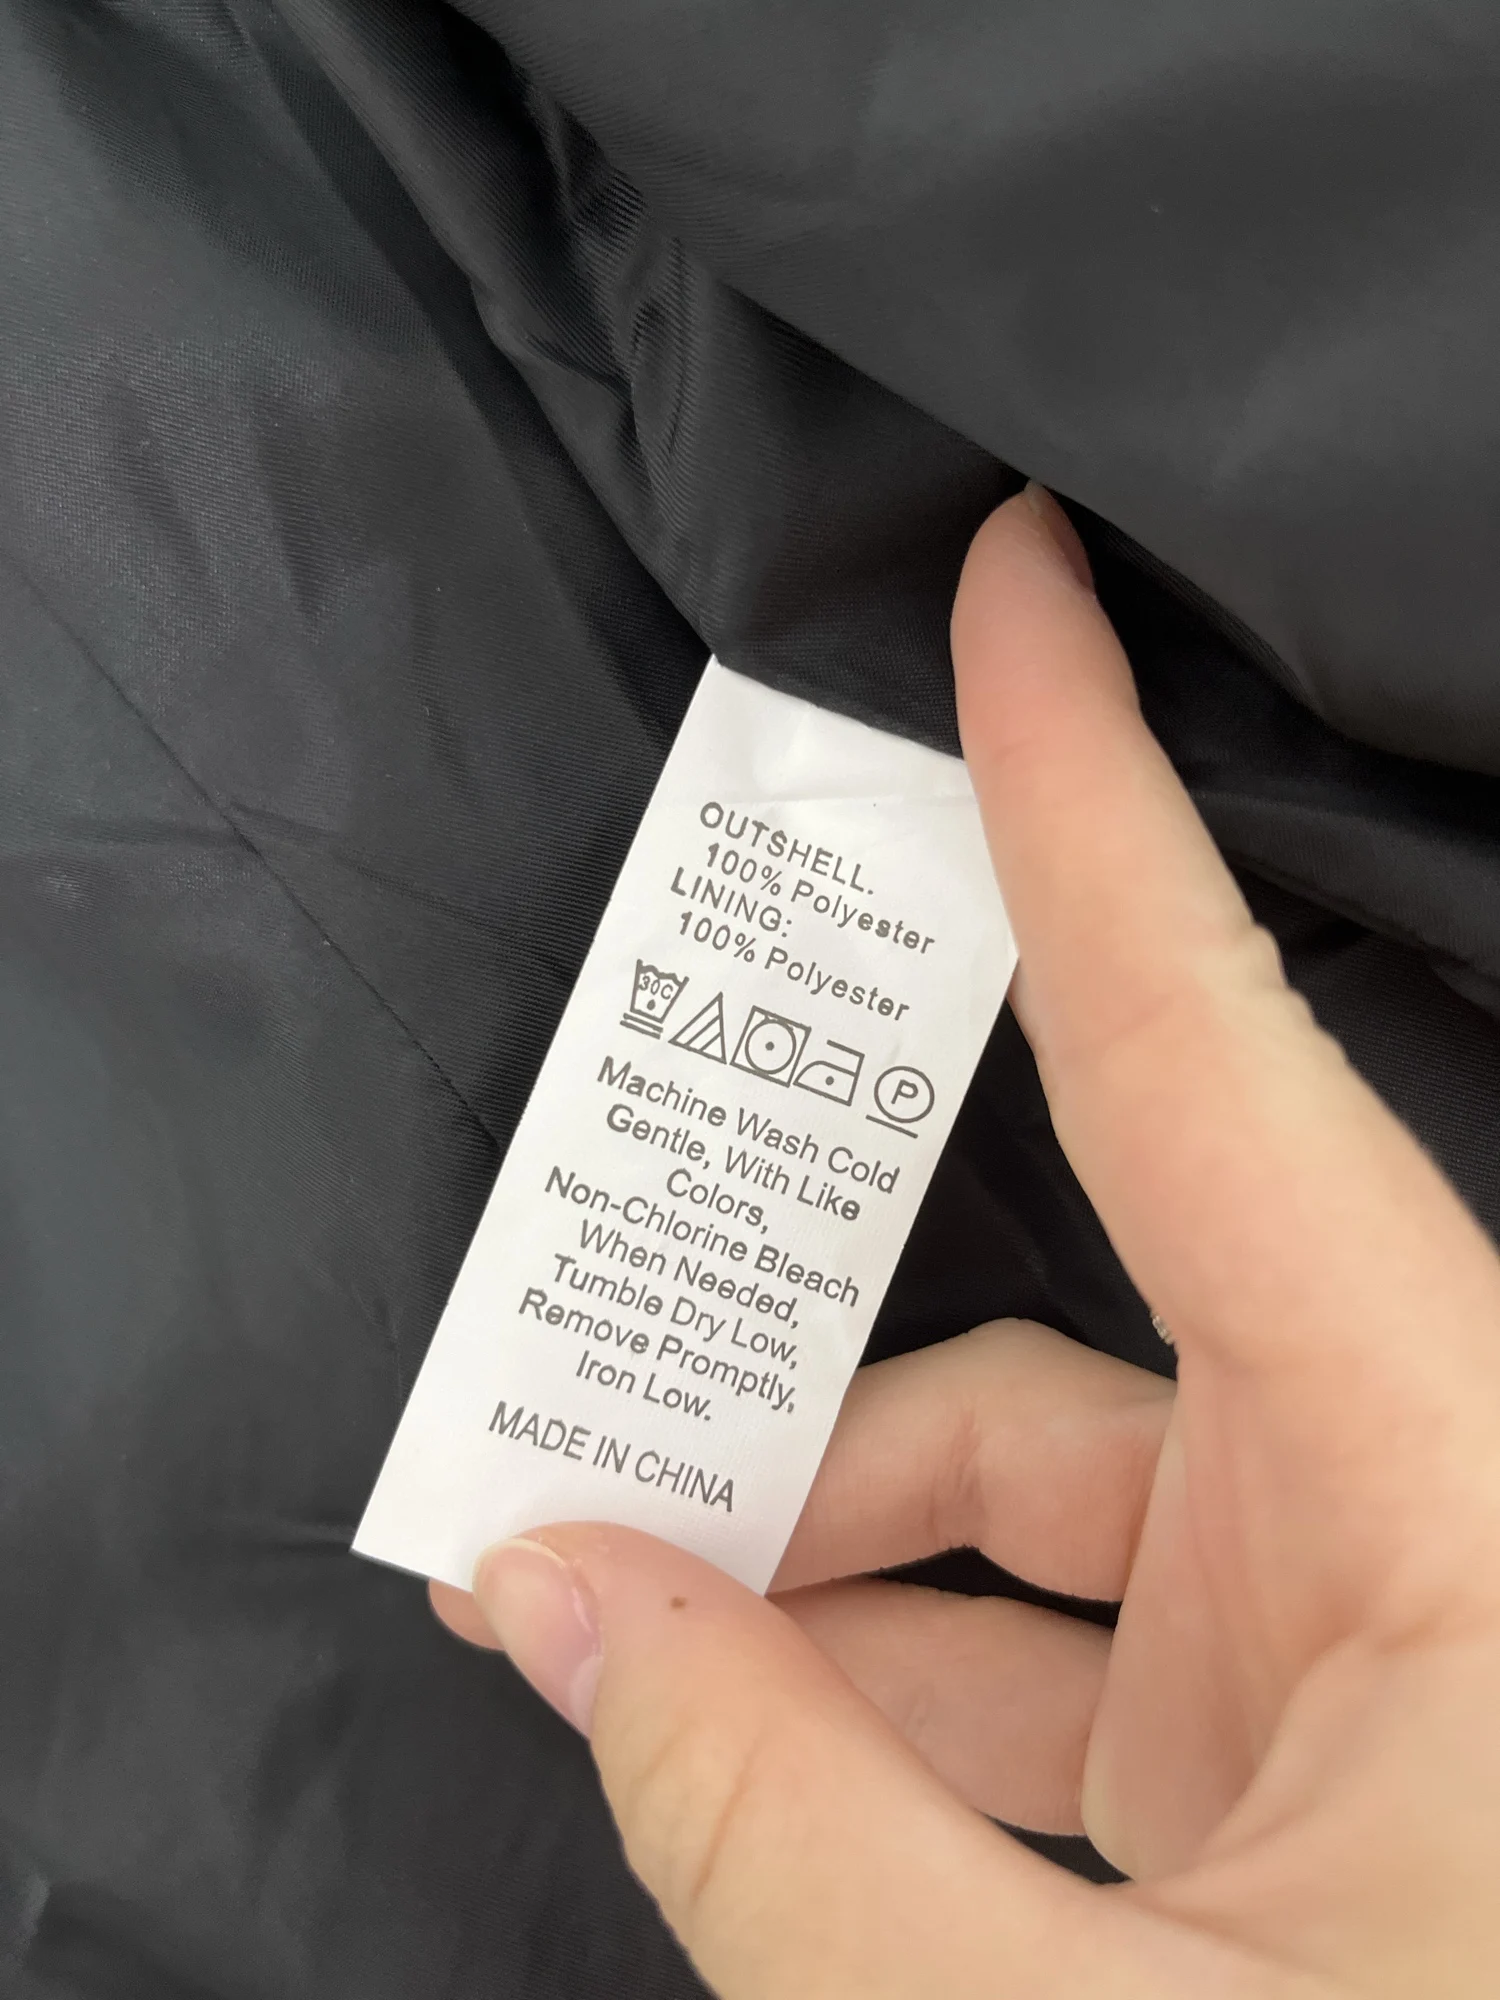 OUTSHELL.
100% Polyester
LINING:
100% Polyester
30C P
Machine Wash Cold
Gentle, With Like
Colors,
Non-Chlorine Bleach
When Needed,
Tumble Dry Low,
Remove Promptly,
Iron Low.
MADE IN CHINA